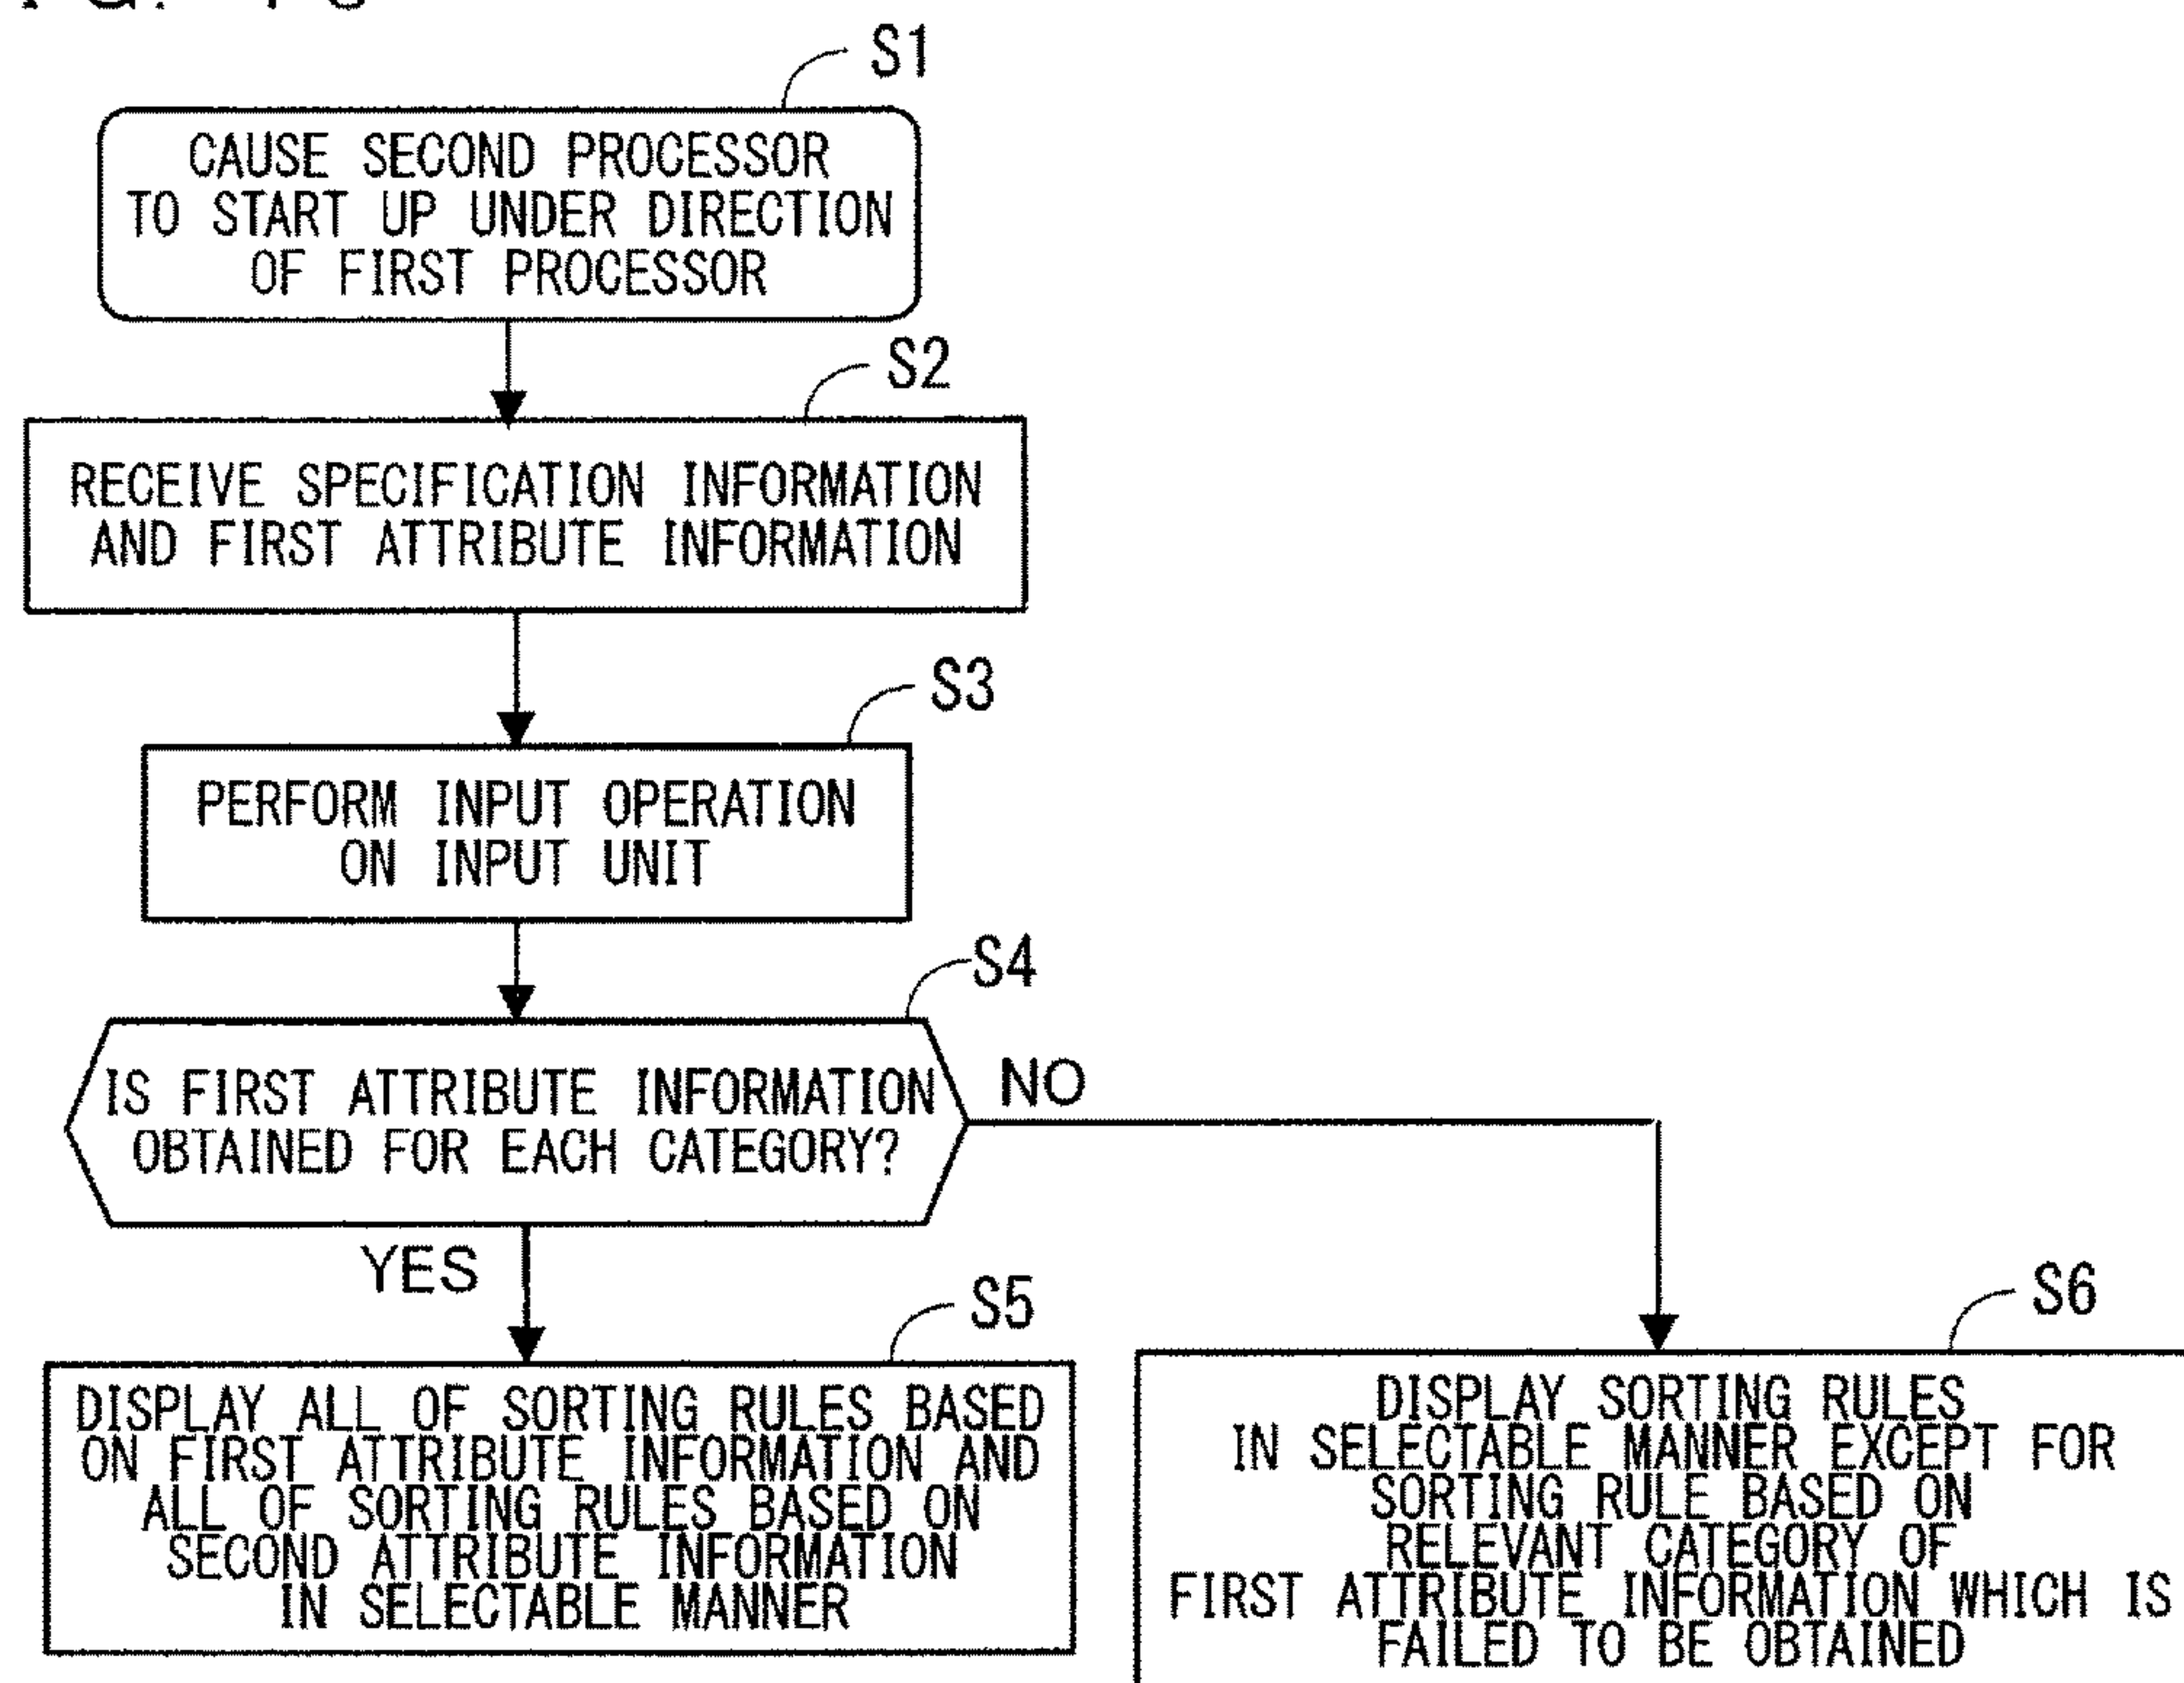 S1
CAUSE SECOND PROCESSOR
TO START UP UNDER DIRECTION
OF FIRST PROCESSOR
S2
RECEIVE SPECIFICATION INFORMATION
AND FIRST ATTRIBUTE INFORMATION
S3
PERFORM INPUT OPERATION
ON INPUT UNIT
S4
IS FIRST ATTRIBUTE INFORMATION
OBTAINED FOR EACH CATEGORY?
NO
YES
S5
DISPLAY ALL OF SORTING RULES BASED
ON FIRST ATTRIBUTE INFORMATION AND
ALL OF SORTING RULES BASED ON
SECOND ATTRIBUTE INFORMATION
IN SELECTABLE MANNER
S6
DISPLAY SORTING RULES
IN SELECTABLE MANNER EXCEPT FOR
SORTING RULE BASED ON
RELEVANT CATEGORY OF
FIRST ATTRIBUTE INFORMATION WHICH IS
FAILED TO BE OBTAINED